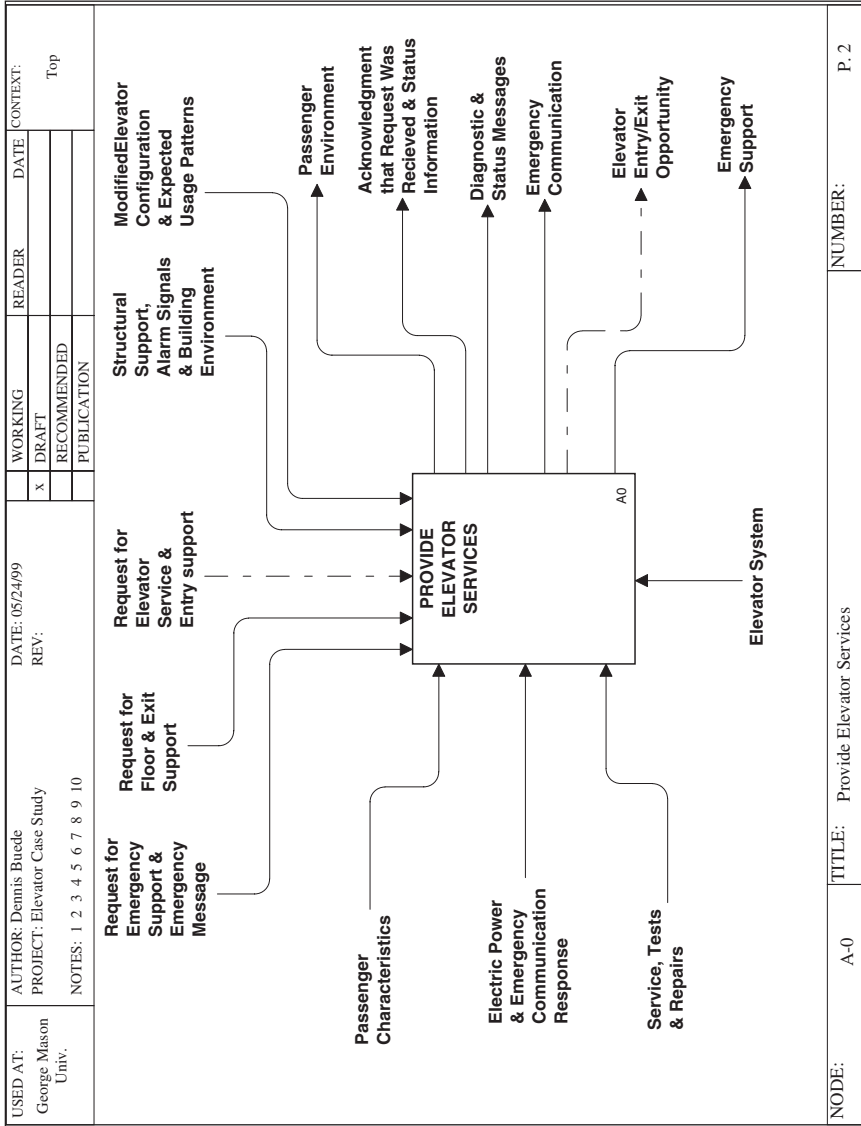 USED AT:
George Mason
Univ.
AUTHOR: Dennis Buede
PROJECT: Elevator Case Study
NOTES: 1 2 3 4 5 6 7 8 9 10
DATE: 05/24/99
REV:
WORKING
x DRAFT
RECOMMENDED
PUBLICATION
READER
DATE
CONTEXT:
Top
Request for
Emergency
Support &
Emergency
Message
Request for
Floor & Exit
Support
Request for
Elevator
Service &
Entry support
Structural
Support,
Alarm Signals
& Building
Environment
ModifiedElevator
Configuration
& Expected
Usage Patterns
Passenger
Characteristics
Electric Power
& Emergency
Communication
Response
Service, Tests
& Repairs
PROVIDE
ELEVATOR
SERVICES
A0
Passenger
Environment
Acknowledgment
that Request Was
Recieved & Status
Information
Diagnostic &
Status Messages
Emergency
Communication
Elevator
Entry/Exit
Opportunity
Emergency
Support
Elevator System
NODE:
A-0
TITLE: Provide Elevator Services
NUMBER:
P. 2